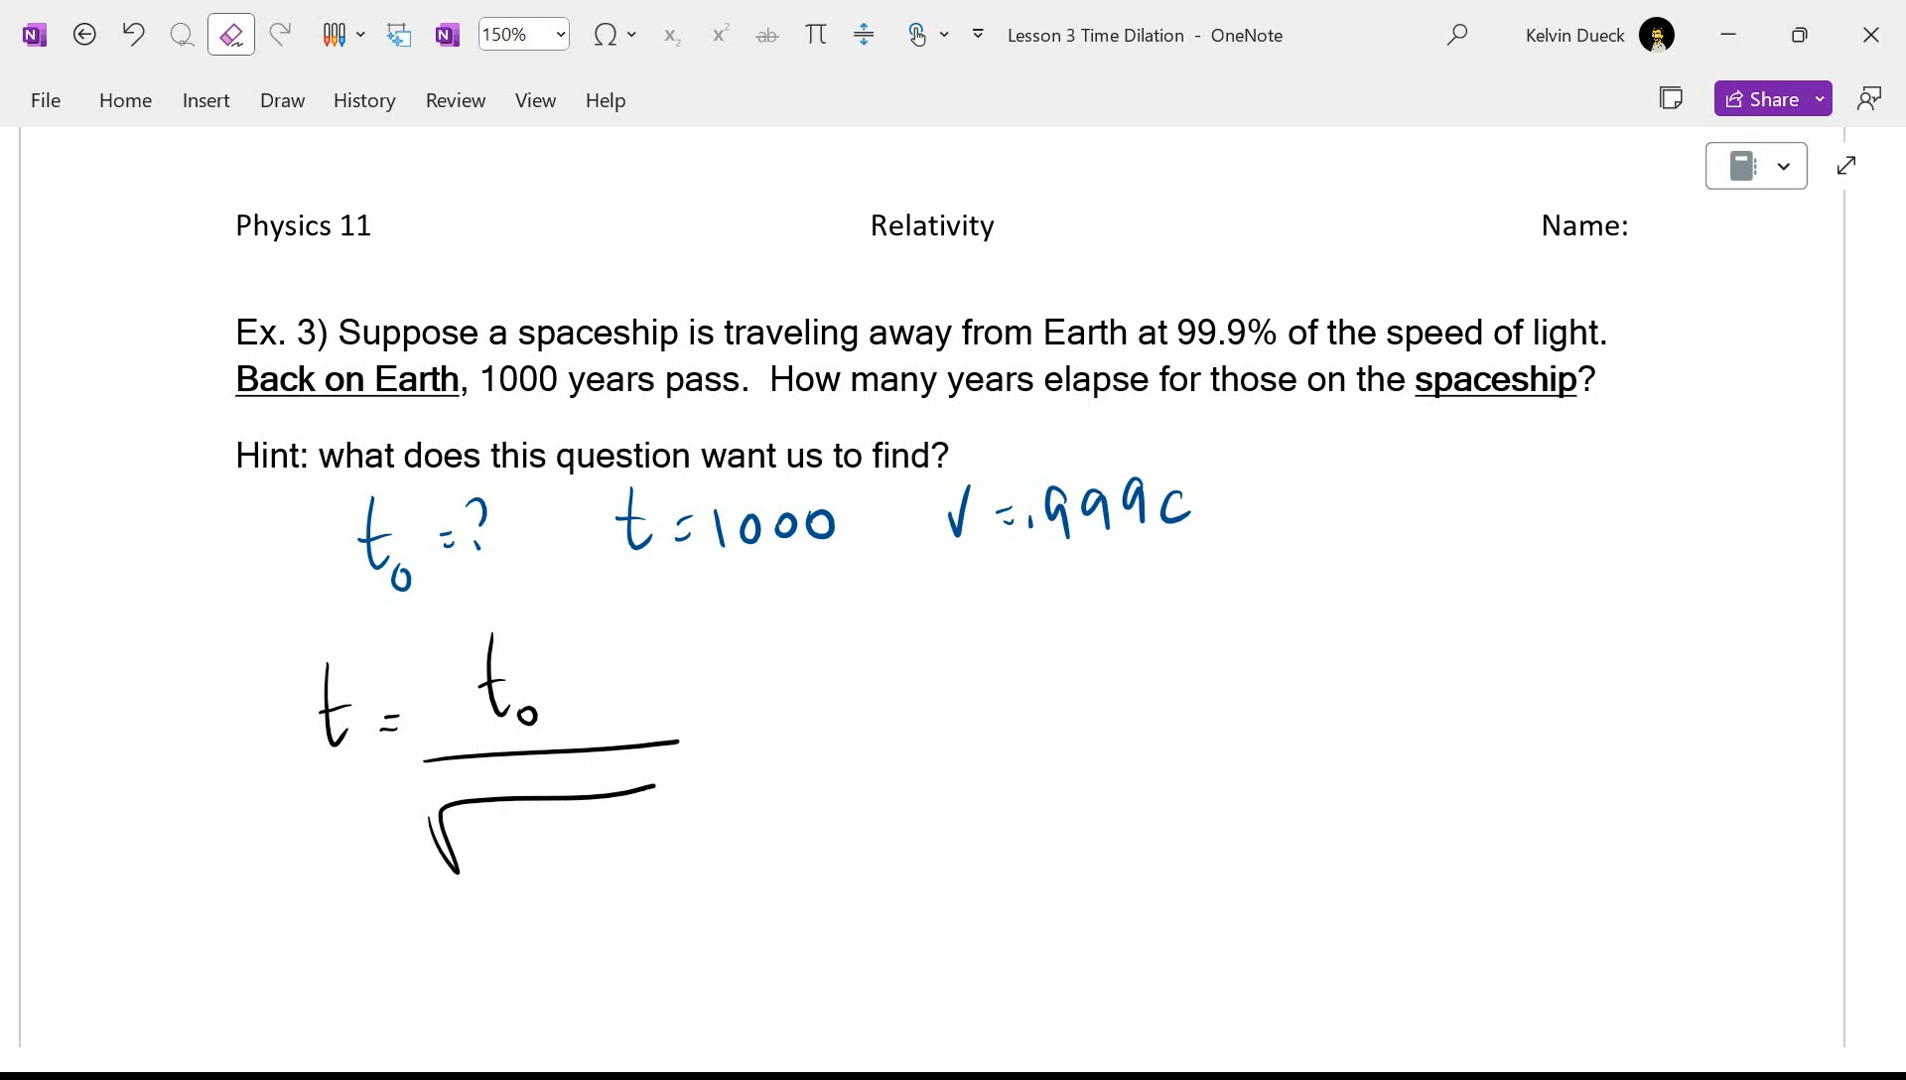 150% Lesson 3 Time Dilation - OneNote Kelvin Dueck
File Home Insert Draw History Review View Help Share
Physics 11 Relativity Name:
Ex. 3) Suppose a spaceship is traveling away from Earth at 99.9% of the speed of light.
Back on Earth, 1000 years pass. How many years elapse for those on the spaceship?
Hint: what does this question want us to find?
t₀ = ? t = 1000 v = .999c
t = t₀ / √